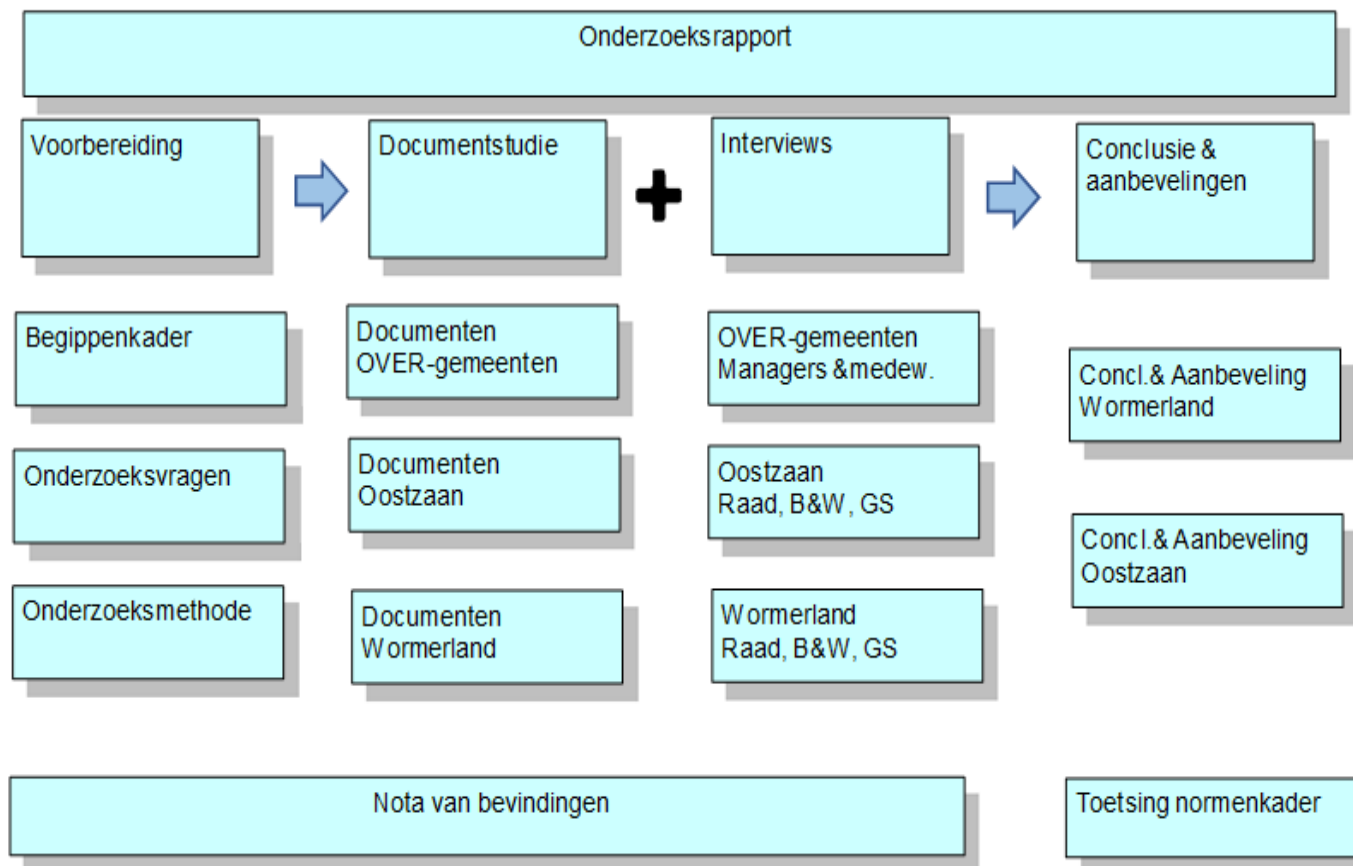 Onderzoeksrapport
Voorbereiding
Documentstudie
Interviews
Conclusie &
aanbevelingen
Begippenkader
Documenten
OVER-gemeenten
OVER-gemeenten
Managers &medew.
Concl.& Aanbeveling
Wormerland
Onderzoeksvragen
Documenten
Oostzaan
Oostzaan
Raad, B&W, GS
Concl.& Aanbeveling
Oostzaan
Onderzoeksmethode
Documenten
Wormerland
Wormerland
Raad, B&W, GS
Nota van bevindingen
Toetsing normenkader